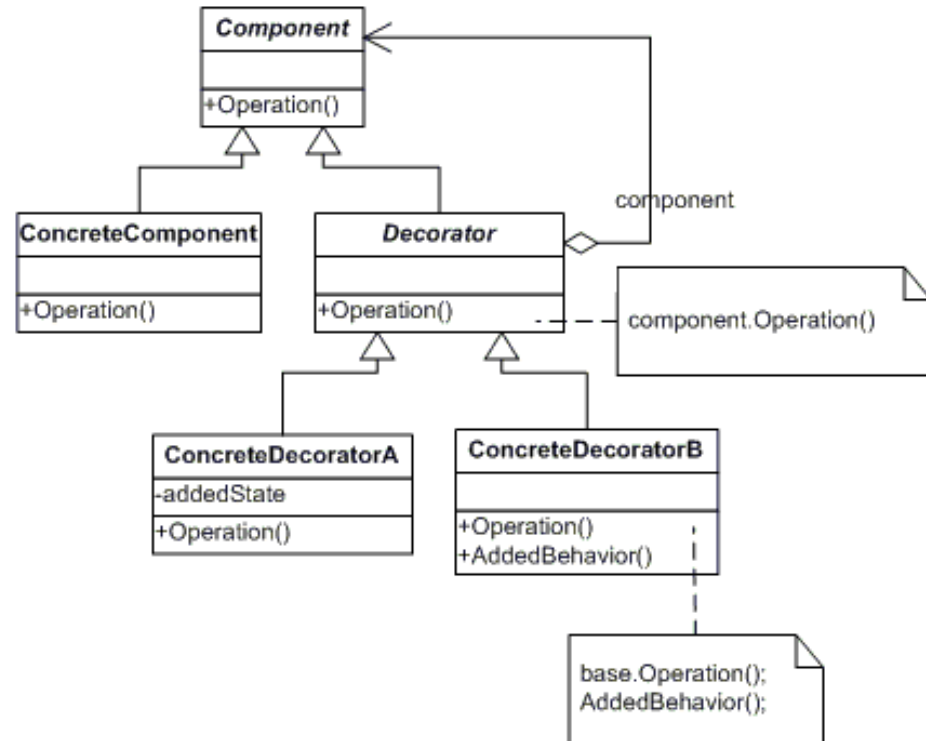 Component
+Operation()
component
ConcreteComponent
+Operation()
Decorator
+Operation()
component.Operation()
ConcreteDecoratorA
-addedState
+Operation()
ConcreteDecoratorB
+Operation()
+AddedBehavior()
base.Operation();
AddedBehavior();